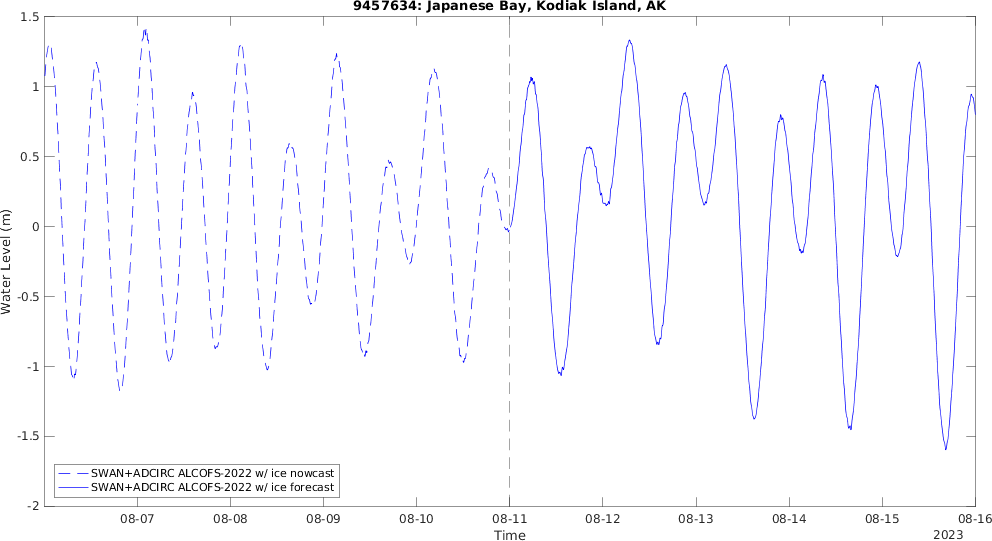 9457634: Japanese Bay, Kodiak Island, AK
1.5
1
0.5
0
-0.5
-1
-1.5
-2
Water Level (m)
SWAN+ADCIRC ALCOFS-2022 w/ ice nowcast
SWAN+ADCIRC ALCOFS-2022 w/ ice forecast
08-07 08-08 08-09 08-10 08-11 08-12 08-13 08-14 08-15 08-16
Time
2023